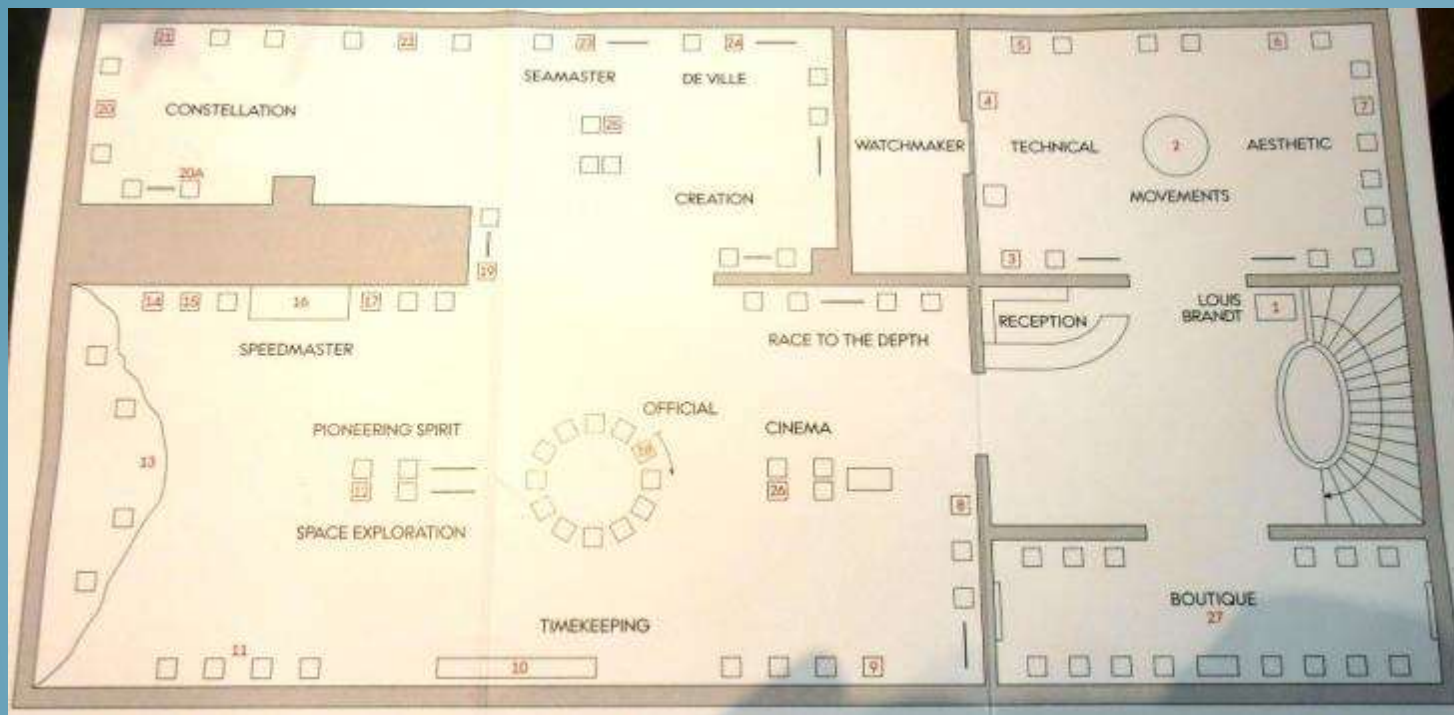 21
22
23
24
5
6
SEAMASTER
DE VILLE
4
7
20
CONSTELLATION
25
WATCHMAKER
TECHNICAL
2
AESTHETIC
20A
CREATION
MOVEMENTS
19
3
14
15
16
17
LOUIS
BRANDT
1
RECEPTION
SPEEDMASTER
RACE TO THE DEPTH
OFFICIAL
PIONEERING SPIRIT
CINEMA
18
13
12
26
8
SPACE EXPLORATION
BOUTIQUE
27
TIMEKEEPING
11
10
9